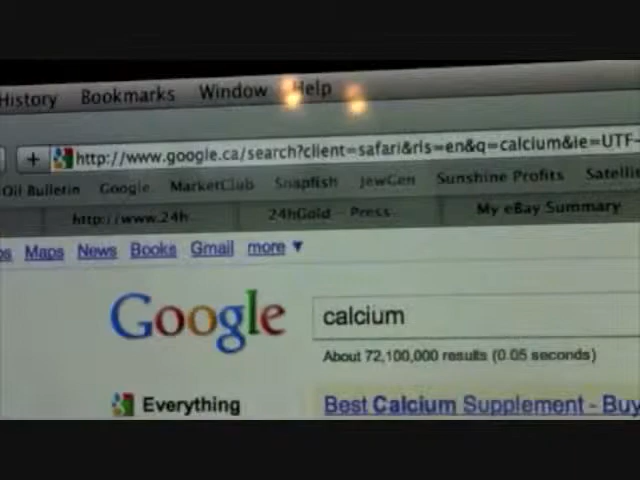 History Bookmarks Window Help
+ http://www.google.ca/search?client=safari&rls=en&q=calcium&ie=UTF-
Oil Bulletin Google MarketClub Snapfish JewGen Sunshine Profits Satelli
http://www.24h 24hGold - Press My eBay Summary
ps Maps News Books Gmail more ▼
Google calcium
About 72,100,000 results (0.05 seconds)
Everything Best Calcium Supplement - Buy